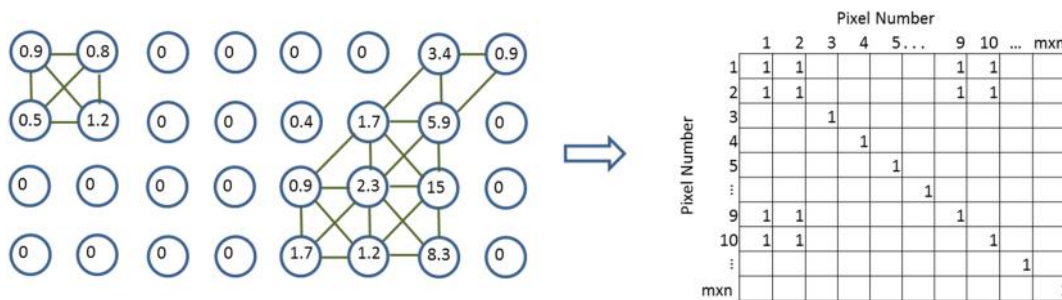 0.9 0.8 0 0 0 0 3.4 0.9
0.5 1.2 0 0 0.4 1.7 5.9 0
0 0 0 0 0.9 2.3 15 0
0 0 0 0 1.7 1.2 8.3 0
Pixel Number
1 2 3 4 5... 9 10 ... mxn
Pixel Number
1 1 1 1 1
2 1 1 1 1
3 1
4 1
5 1
⋮ 1
9 1 1 1
10 1 1 1
⋮ 1
mxn